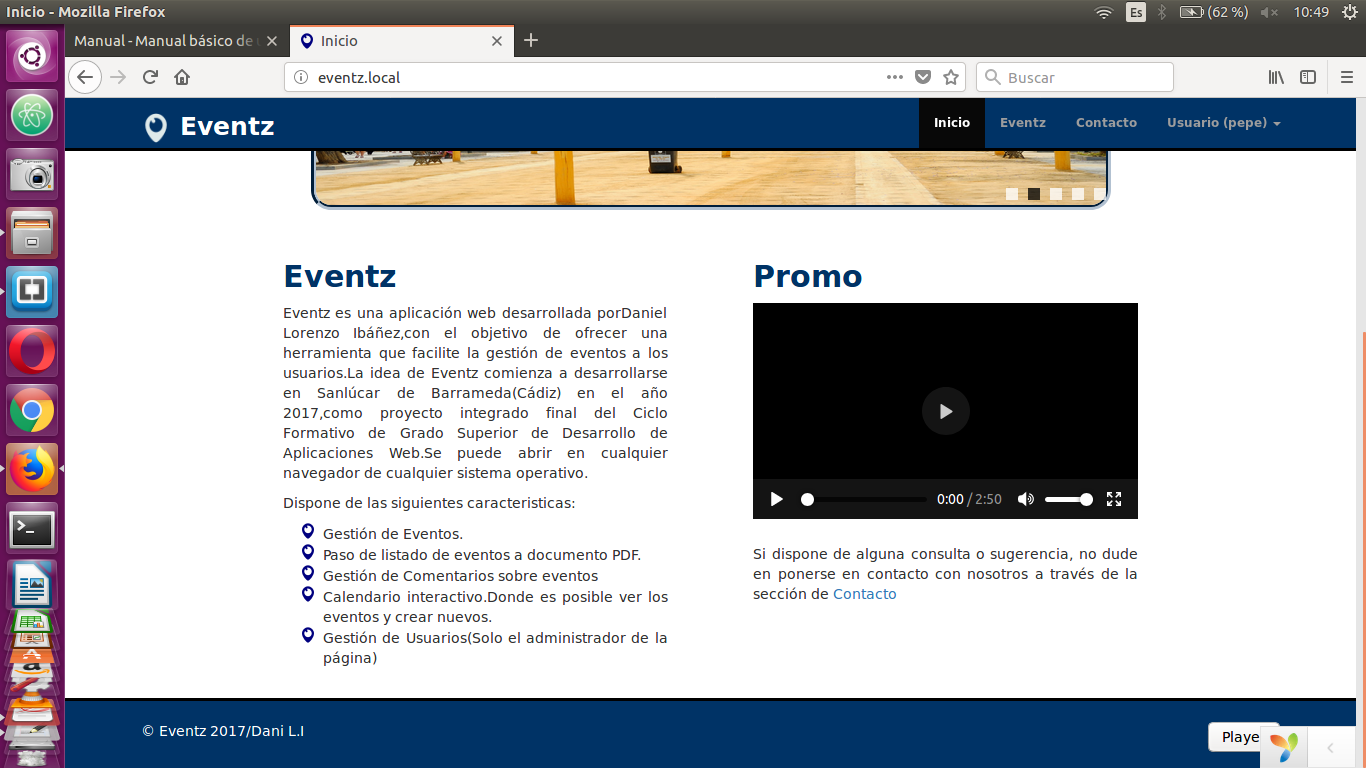 Inicio - Mozilla Firefox
Es
(62 %)
10:49
Manual - Manual básico de
Inicio
eventz.local
Buscar
Eventz
Inicio
Eventz
Contacto
Usuario (pepe)
Eventz
Eventz es una aplicación web desarrollada porDaniel
Lorenzo Ibáñez,con el objetivo de ofrecer una
herramienta que facilite la gestión de eventos a los
usuarios.La idea de Eventz comienza a desarrollarse
en Sanlúcar de Barrameda(Cádiz) en el año
2017,como proyecto integrado final del Ciclo
Formativo de Grado Superior de Desarrollo de
Aplicaciones Web.Se puede abrir en cualquier
navegador de cualquier sistema operativo.
Dispone de las siguientes caracteristicas:
Gestión de Eventos.
Paso de listado de eventos a documento PDF.
Gestión de Comentarios sobre eventos
Calendario interactivo.Donde es posible ver los
eventos y crear nuevos.
Gestión de Usuarios(Solo el administrador de la
página)
Promo
0:00 / 2:50
Si dispone de alguna consulta o sugerencia, no dude
en ponerse en contacto con nosotros a través de la
sección de Contacto
© Eventz 2017/Dani L.I
Playe